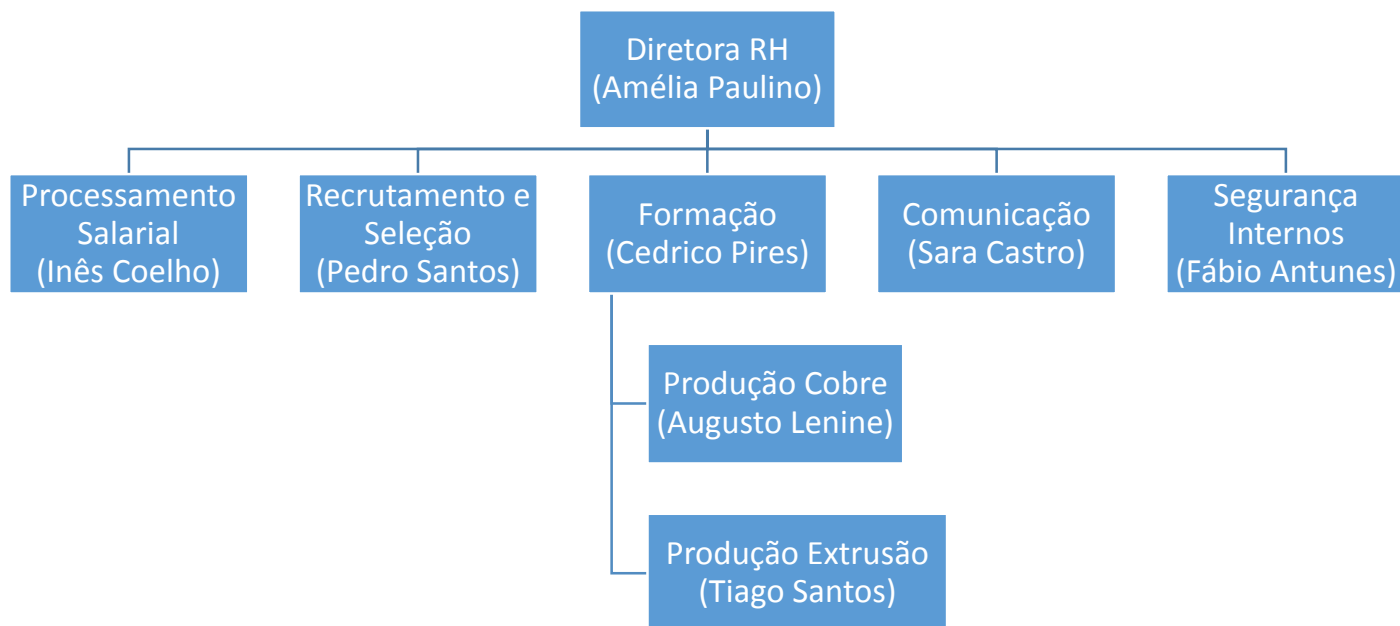 Diretora RH
(Amélia Paulino)
Processamento
Salarial
(Inês Coelho)
Recrutamento e
Seleção
(Pedro Santos)
Formação
(Cedrico Pires)
Comunicação
(Sara Castro)
Segurança
Internos
(Fábio Antunes)
Produção Cobre
(Augusto Lenine)
Produção Extrusão
(Tiago Santos)